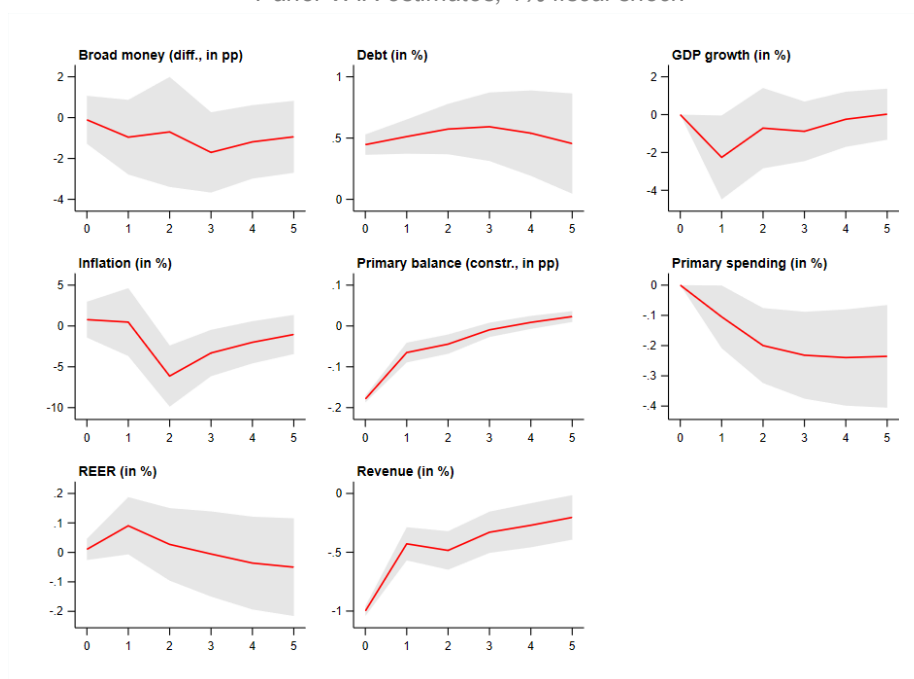 Broad money (diff., in pp)
2
0
-2
-4
0 1 2 3 4 5
Debt (in %)
1
.5
0
0 1 2 3 4 5
GDP growth (in %)
2
0
-2
-4
0 1 2 3 4 5
Inflation (in %)
5
0
-5
-10
0 1 2 3 4 5
Primary balance (constr., in pp)
.1
0
-.1
-.2
0 1 2 3 4 5
Primary spending (in %)
0
-.1
-.2
-.3
-.4
0 1 2 3 4 5
REER (in %)
.2
.1
0
-.1
-.2
0 1 2 3 4 5
Revenue (in %)
0
-.5
-1
0 1 2 3 4 5